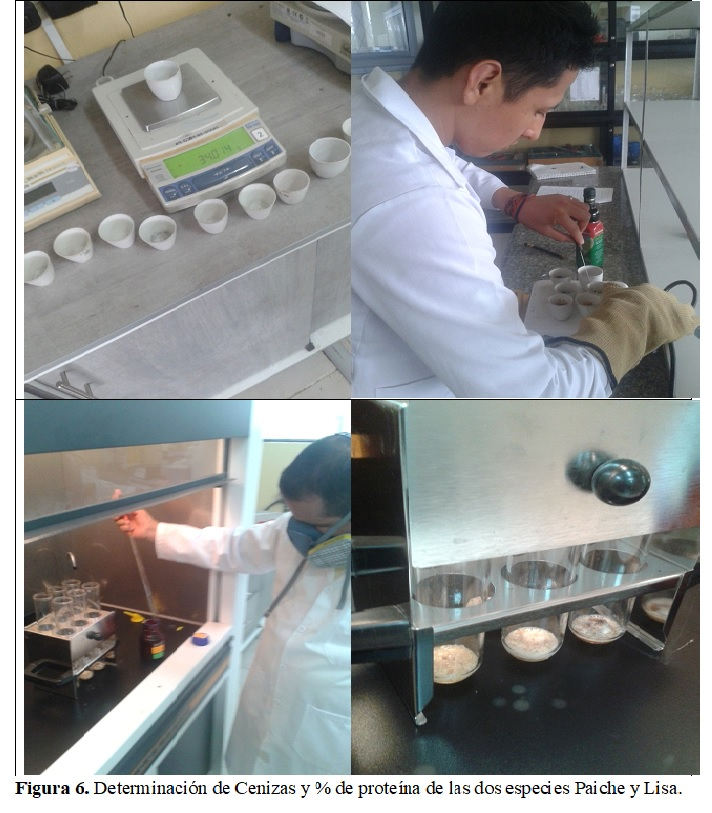 Figura 6. Determinación de Cenizas y % de proteína de las dos especies Paiche y Lisa.